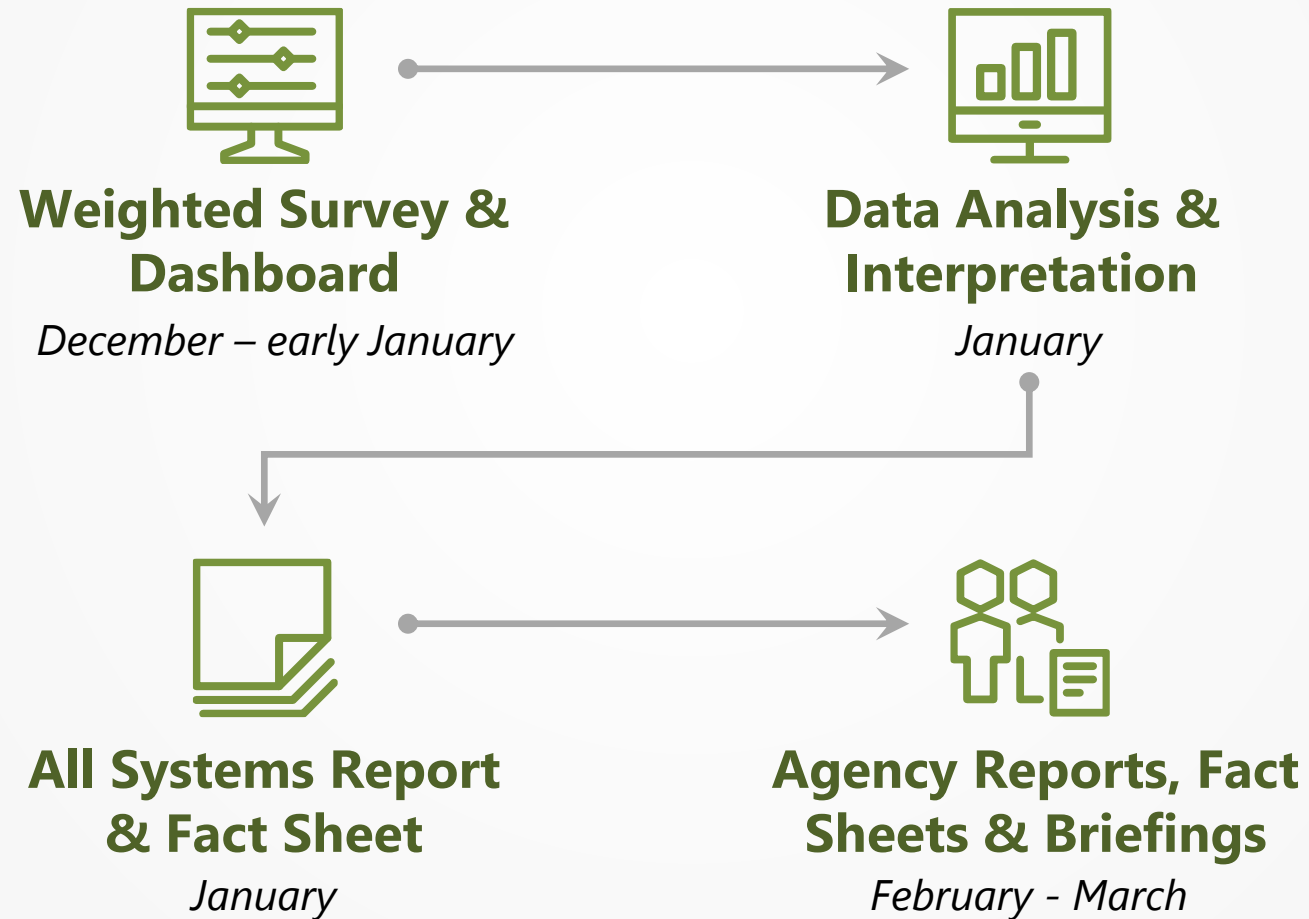 Weighted Survey &
Dashboard
December – early January
Data Analysis &
Interpretation
January
All Systems Report
& Fact Sheet
January
Agency Reports, Fact
Sheets & Briefings
February - March